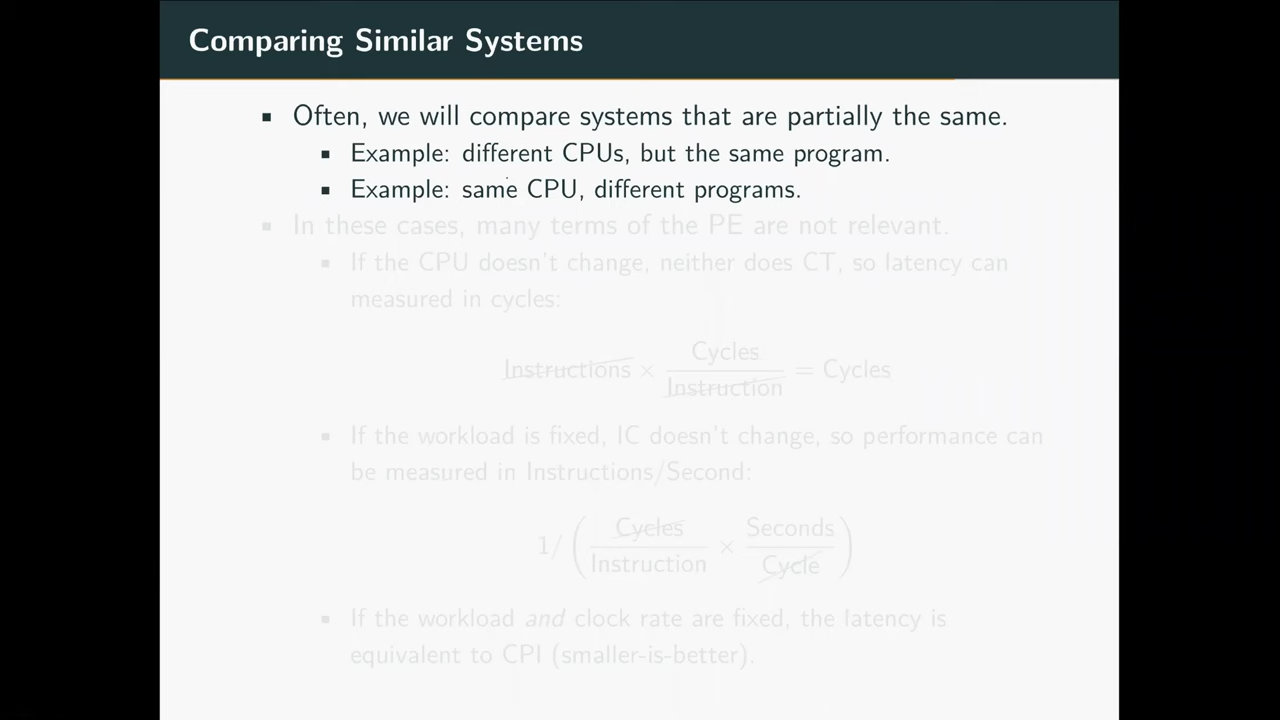 Comparing Similar Systems
▪ Often, we will compare systems that are partially the same.
▪ Example: different CPUs, but the same program.
▪ Example: same CPU, different programs.
▪ In these cases, many terms of the PE are not relevant.
▪ If the CPU doesn't change, neither does CT, so latency can
measured in cycles:
Instructions × Cycles / Instruction = Cycles
▪ If the workload is fixed, IC doesn't change, so performance can
be measured in Instructions/Second:
1/ ( Cycles / Instruction × Seconds / Cycle )
▪ If the workload and clock rate are fixed, the latency is
equivalent to CPI (smaller-is-better).